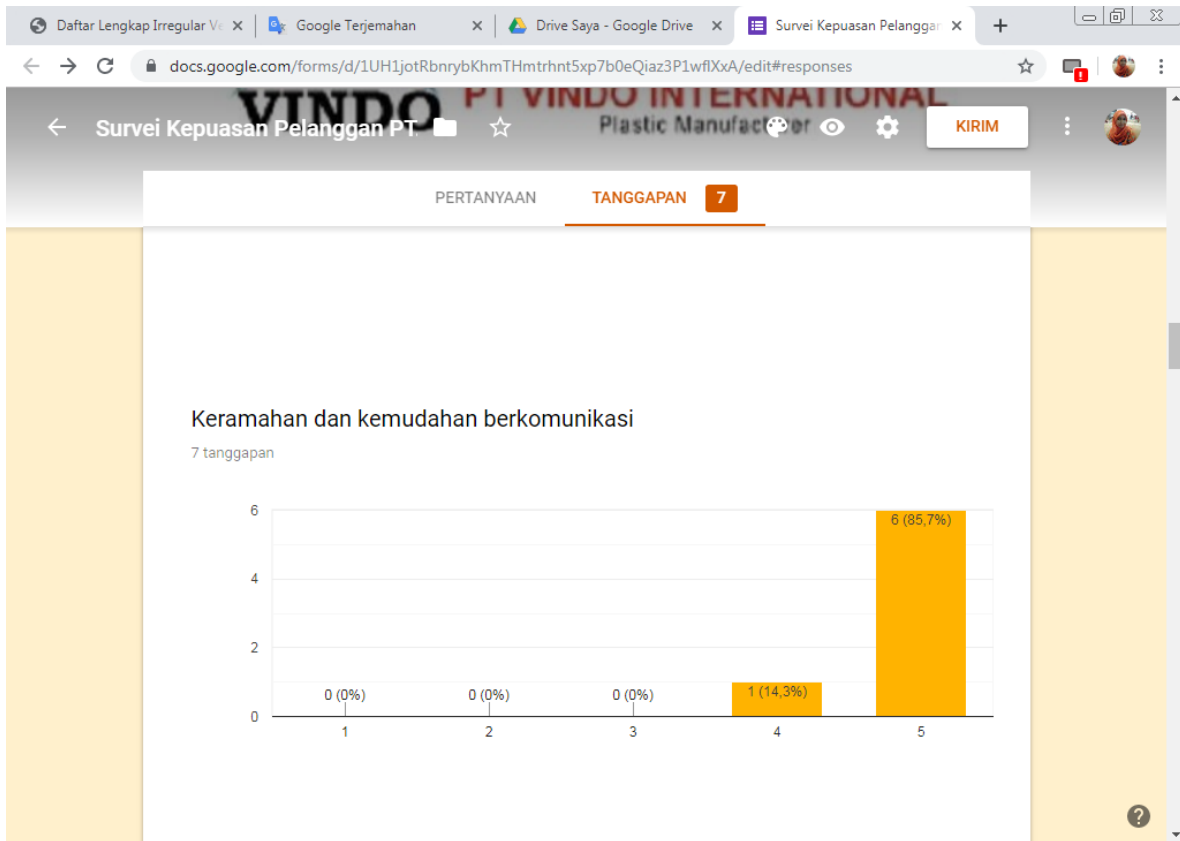 Daftar Lengkap Irregular Ve
Google Terjemahan
Drive Saya - Google Drive
Survei Kepuasan Pelanggan
docs.google.com/forms/d/1UH1jotRbnrybKhmTHmtrhnt5xp7b0eQiaz3P1wflXxA/edit#responses
VINDO PT VINDO INTERNATIONAL
Plastic Manufacturer
Survei Kepuasan Pelanggan PT.
KIRIM
PERTANYAAN TANGGAPAN 7
Keramahan dan kemudahan berkomunikasi
7 tanggapan
6
4
2
0
0 (0%) 0 (0%) 0 (0%) 1 (14,3%) 6 (85,7%)
1 2 3 4 5